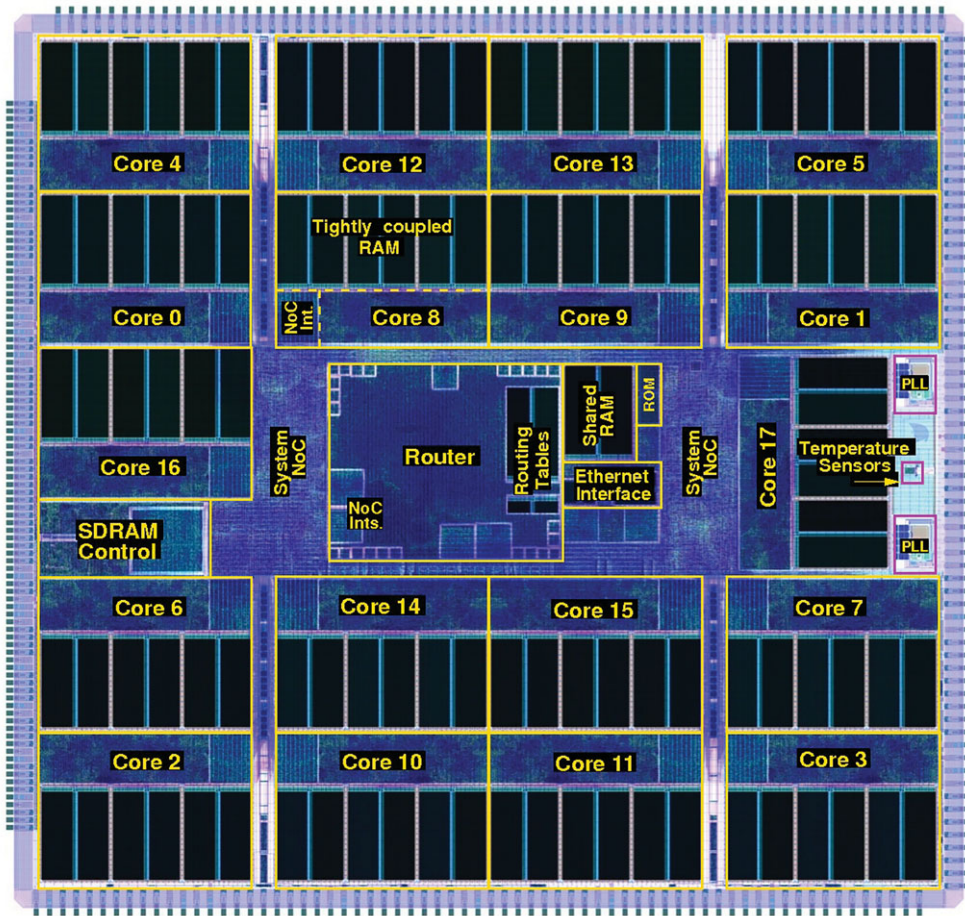 Core 4
Core 12
Core 13
Core 5
Tightly coupled
RAM
Core 0
NoC
Int.
Core 8
Core 9
Core 1
Core 16
System
NoC
Router
NoC
Ints.
Routing
Tables
Shared
RAM
ROM
Ethernet
Interface
System
NoC
Core 17
PLL
Temperature
Sensors
PLL
SDRAM
Control
Core 6
Core 14
Core 15
Core 7
Core 2
Core 10
Core 11
Core 3